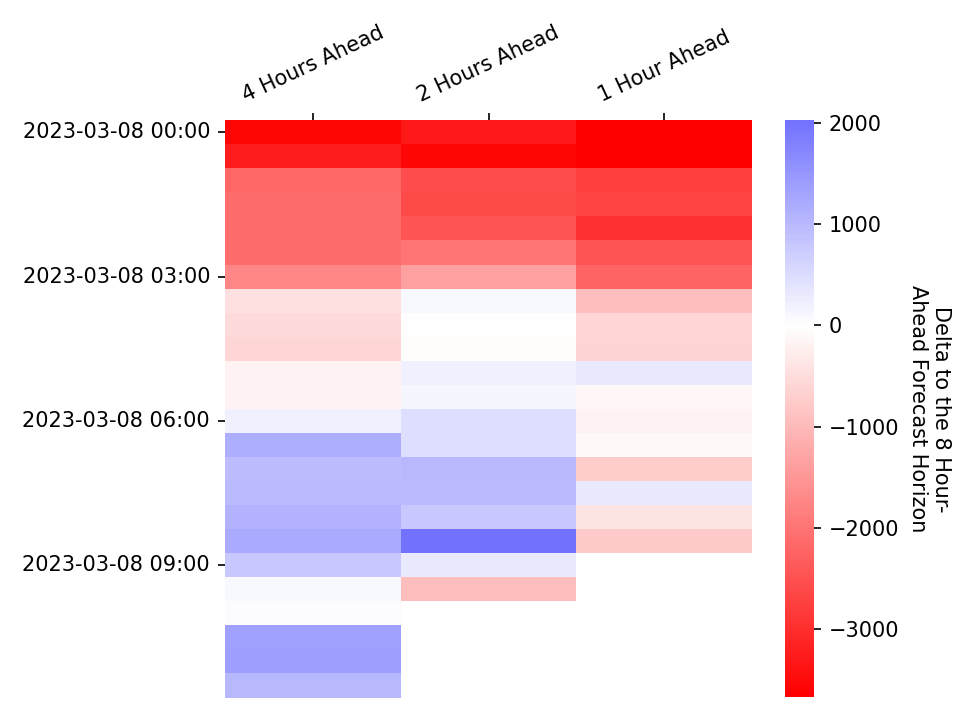 4 Hours Ahead
2 Hours Ahead
1 Hour Ahead
2023-03-08 00:00
2023-03-08 03:00
2023-03-08 06:00
2023-03-08 09:00
2000
1000
0
−1000
−2000
−3000
Delta to the 8 Hour-
Ahead Forecast Horizon